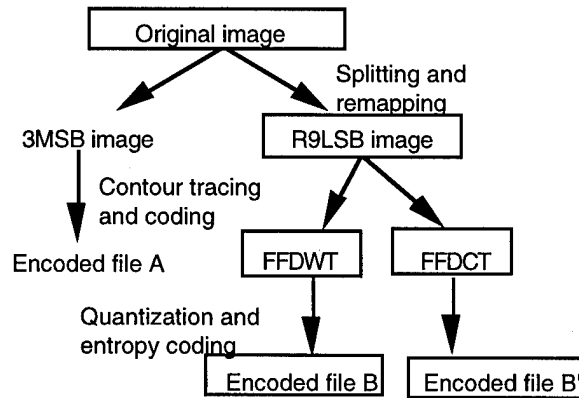 Original image
Splitting and
remapping
3MSB image
R9LSB image
Contour tracing
and coding
Encoded file A
FFDWT
FFDCT
Quantization and
entropy coding
Encoded file B
Encoded file B'